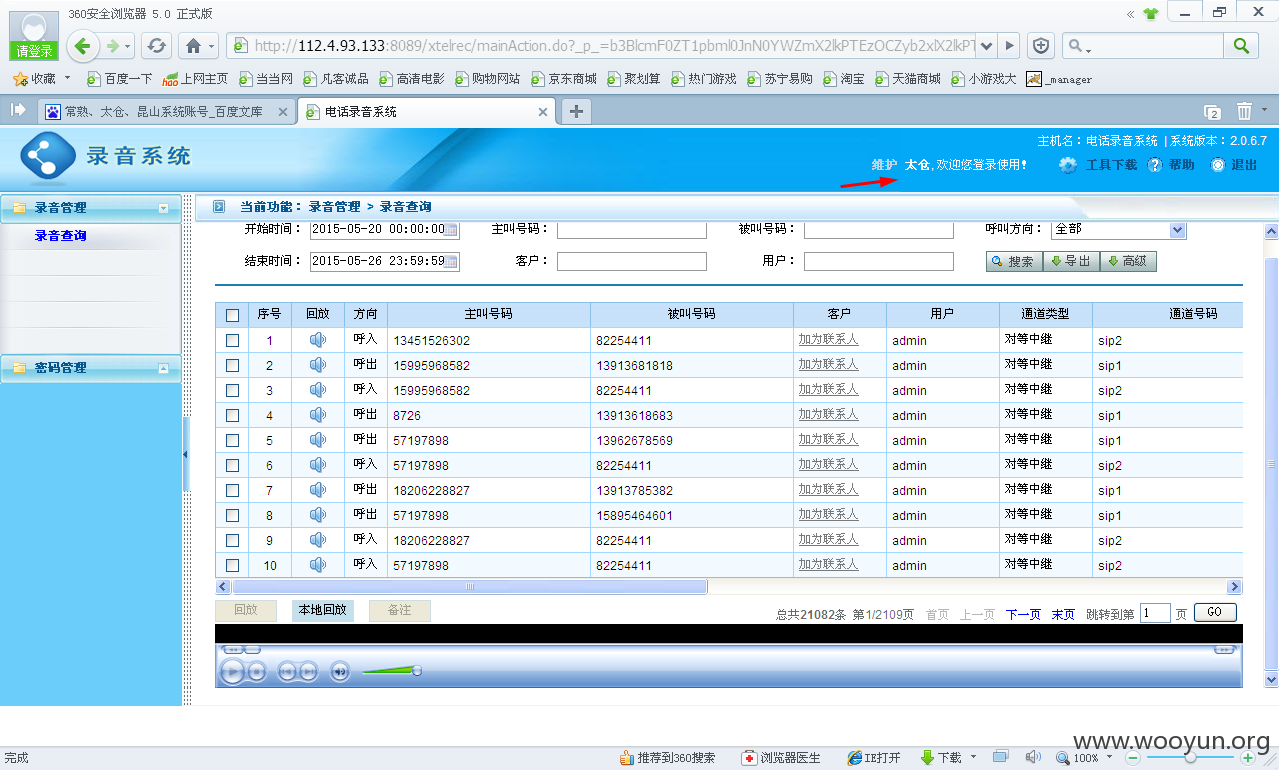 360安全浏览器 5.0 正式版
请登录
http://112.4.93.133:8089/xtelrec/mainAction.do?_p_=b3BlcmF0ZT1pbml0TN0YWZmX2lkPTEzOCZyb2xlX2lkPT
收藏 百度一下 上网主页 当当网 凡客诚品 高清电影 购物网站 京东商城 聚划算 热门游戏 苏宁易购 淘宝 天猫商城 小游戏大 _manager
常熟、太仓、昆山系统账号_百度文库 电话录音系统 2
录音系统
主机名：电话录音系统 | 系统版本：2.0.6.7
维护 太仓,欢迎您登录使用! 工具下载 帮助 退出
录音管理
录音查询
密码管理
当前功能：录音管理 > 录音查询
开始时间： 2015-05-20 00:00:00 主叫号码： 被叫号码： 呼叫方向： 全部
结束时间： 2015-05-26 23:59:59 客户： 用户： 搜索 导出 高级
序号 回放 方向 主叫号码 被叫号码 客户 用户 通道类型 通道号码
1 呼入 13451526302 82254411 加为联系人 admin 对等中继 sip2
2 呼出 15995968582 13913681818 加为联系人 admin 对等中继 sip1
3 呼入 15995968582 82254411 加为联系人 admin 对等中继 sip2
4 呼出 8726 13913618683 加为联系人 admin 对等中继 sip1
5 呼出 57197898 13962678569 加为联系人 admin 对等中继 sip1
6 呼入 57197898 82254411 加为联系人 admin 对等中继 sip2
7 呼出 18206228827 13913785382 加为联系人 admin 对等中继 sip1
8 呼出 57197898 15895464601 加为联系人 admin 对等中继 sip1
9 呼入 18206228827 82254411 加为联系人 admin 对等中继 sip2
10 呼入 57197898 82254411 加为联系人 admin 对等中继 sip2
回放 本地回放 备注
总共21082条 第1/2109页 首页 上一页 下一页 末页 跳转到第 1 页 GO
www.wooyun.org
完成 推荐到360搜索 浏览器医生 IE打开 下载 100%